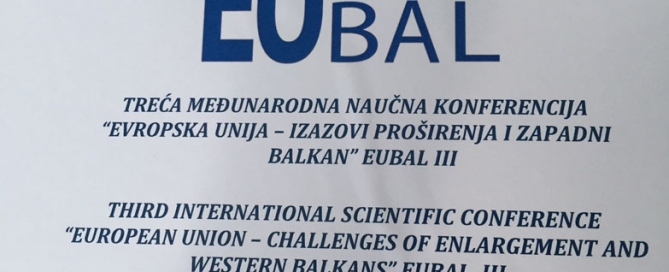 EUBAL
TREĆA MEĐUNARODNA NAUČNA KONFERENCIJA
“EVROPSKA UNIJA – IZAZOVI PROŠIRENJA I ZAPADNI
BALKAN” EUBAL III
THIRD INTERNATIONAL SCIENTIFIC CONFERENCE
“EUROPEAN UNION – CHALLENGES OF ENLARGEMENT AND
WESTERN BALKANS” EUBAL III